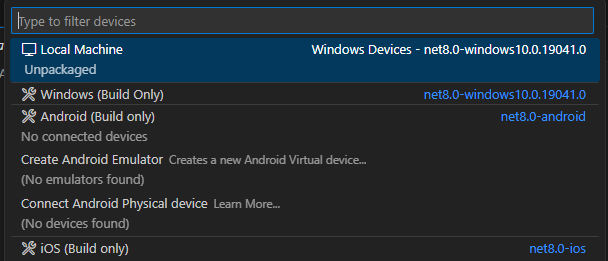 Type to filter devices
Local Machine Windows Devices - net8.0-windows10.0.19041.0
Unpackaged
Windows (Build Only) net8.0-windows10.0.19041.0
Android (Build only) net8.0-android
No connected devices
Create Android Emulator Creates a new Android Virtual device...
(No emulators found)
Connect Android Physical device Learn More...
(No devices found)
iOS (Build only) net8.0-ios